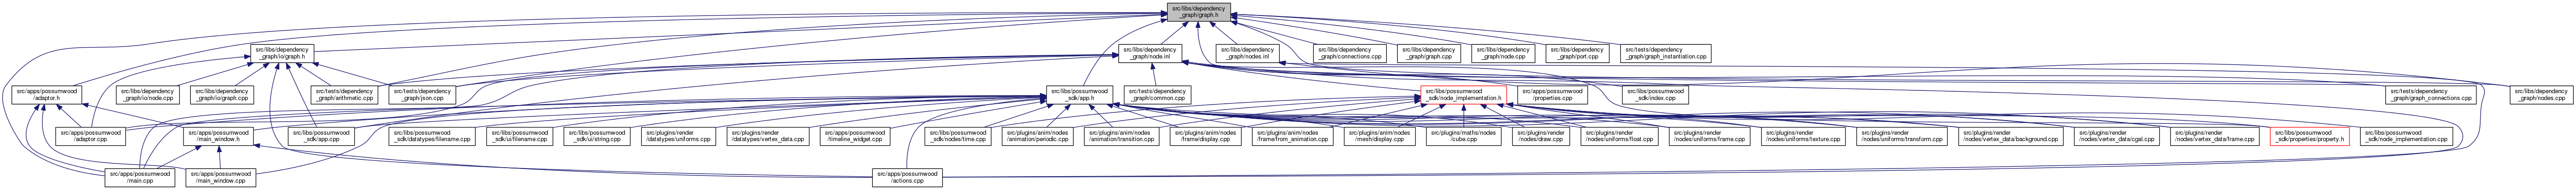 src/libs/dependency
_graph/graph.h
src/libs/dependency
_graph/io/graph.h
src/libs/dependency
_graph/node.inl
src/libs/dependency
_graph/nodes.inl
src/libs/dependency
_graph/connections.cpp
src/libs/dependency
_graph/graph.cpp
src/libs/dependency
_graph/node.cpp
src/libs/dependency
_graph/port.cpp
src/tests/dependency
_graph/graph_instantiation.cpp
src/apps/possumwood
/adaptor.h
src/libs/dependency
_graph/io/node.cpp
src/libs/dependency
_graph/io/graph.cpp
src/tests/dependency
_graph/arithmetic.cpp
src/tests/dependency
_graph/json.cpp
src/libs/possumwood
_sdk/app.h
src/tests/dependency
_graph/common.cpp
src/libs/possumwood
_sdk/node_implementation.h
src/apps/possumwood
/properties.cpp
src/libs/possumwood
_sdk/index.cpp
src/tests/dependency
_graph/graph_connections.cpp
src/libs/dependency
_graph/nodes.cpp
src/apps/possumwood
/adaptor.cpp
src/apps/possumwood
/main_window.h
src/libs/possumwood
_sdk/app.cpp
src/libs/possumwood
_sdk/datatypes/filename.cpp
src/libs/possumwood
_sdk/ui/filename.cpp
src/libs/possumwood
_sdk/ui/string.cpp
src/plugins/render
/datatypes/uniforms.cpp
src/plugins/render
/datatypes/vertex_data.cpp
src/apps/possumwood
/timeline_widget.cpp
src/libs/possumwood
_sdk/nodes/time.cpp
src/plugins/anim/nodes
/animation/periodic.cpp
src/plugins/anim/nodes
/animation/transition.cpp
src/plugins/anim/nodes
/frame/display.cpp
src/plugins/anim/nodes
/frame/from_animation.cpp
src/plugins/anim/nodes
/mesh/display.cpp
src/plugins/maths/nodes
/cube.cpp
src/plugins/render
/nodes/draw.cpp
src/plugins/render
/nodes/uniforms/float.cpp
src/plugins/render
/nodes/uniforms/frame.cpp
src/plugins/render
/nodes/uniforms/texture.cpp
src/plugins/render
/nodes/uniforms/transform.cpp
src/plugins/render
/nodes/vertex_data/background.cpp
src/plugins/render
/nodes/vertex_data/cgal.cpp
src/plugins/render
/nodes/vertex_data/frame.cpp
src/libs/possumwood
_sdk/properties/property.h
src/libs/possumwood
_sdk/node_implementation.cpp
src/apps/possumwood
/main.cpp
src/apps/possumwood
/main_window.cpp
src/apps/possumwood
/actions.cpp